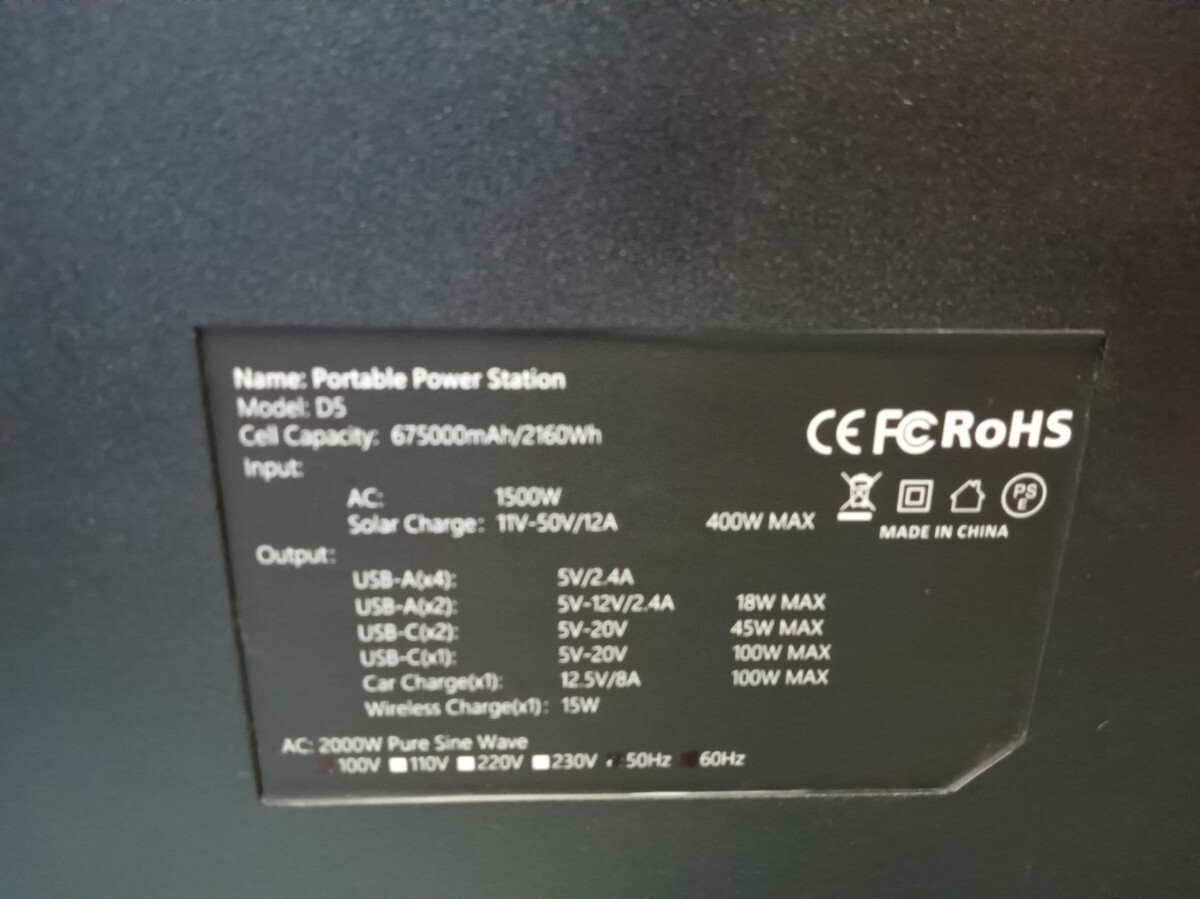 Name: Portable Power Station
Model: D5
Cell Capacity: 675000mAh/2160Wh
Input:
AC: 1500W
Solar Charge: 11V-50V/12A 400W MAX
Output:
USB-A(x4): 5V/2.4A
USB-A(x2): 5V-12V/2.4A 18W MAX
USB-C(x2): 5V-20V 45W MAX
USB-C(x1): 5V-20V 100W MAX
Car Charge(x1): 12.5V/8A 100W MAX
Wireless Charge(x1): 15W
AC: 2000W Pure Sine Wave
100V 110V 220V 230V 50Hz 60Hz
CE FC RoHS
PSE
MADE IN CHINA